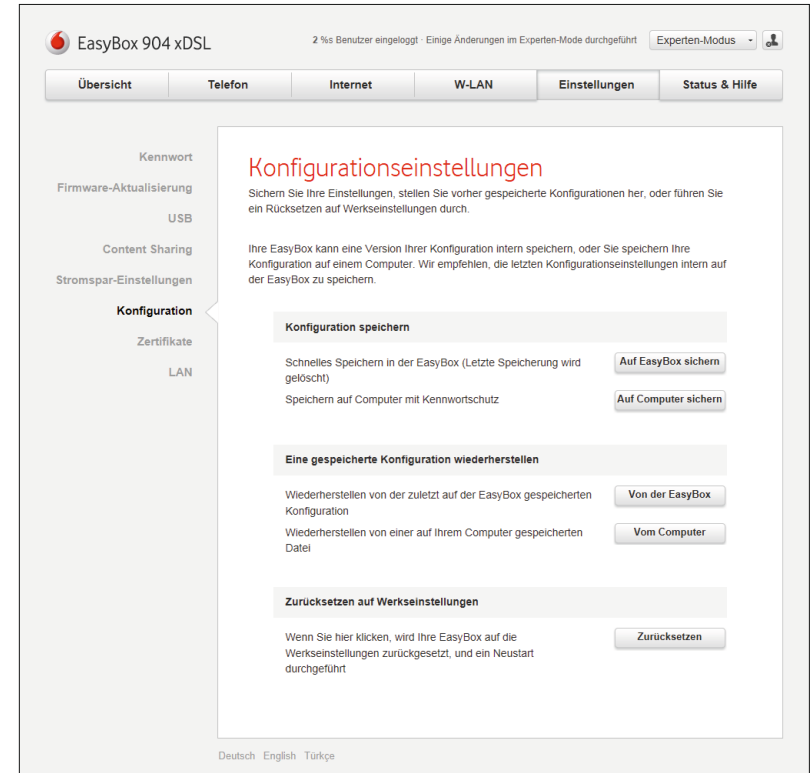 EasyBox 904 xDSL
2 %s Benutzer eingeloggt · Einige Änderungen im Experten-Mode durchgeführt
Experten-Modus
Übersicht
Telefon
Internet
W-LAN
Einstellungen
Status & Hilfe
Kennwort
Firmware-Aktualisierung
USB
Content Sharing
Stromspar-Einstellungen
Konfiguration
Zertifikate
LAN
Konfigurationseinstellungen
Sichern Sie Ihre Einstellungen, stellen Sie vorher gespeicherte Konfigurationen her, oder führen Sie
ein Rücksetzen auf Werkseinstellungen durch.
Ihre EasyBox kann eine Version Ihrer Konfiguration intern speichern, oder Sie speichern Ihre
Konfiguration auf einem Computer. Wir empfehlen, die letzten Konfigurationseinstellungen intern auf
der EasyBox zu speichern.
Konfiguration speichern
Schnelles Speichern in der EasyBox (Letzte Speicherung wird
gelöscht)
Auf EasyBox sichern
Speichern auf Computer mit Kennwortschutz
Auf Computer sichern
Eine gespeicherte Konfiguration wiederherstellen
Wiederherstellen von der zuletzt auf der EasyBox gespeicherten
Konfiguration
Von der EasyBox
Wiederherstellen von einer auf Ihrem Computer gespeicherten
Datei
Vom Computer
Zurücksetzen auf Werkseinstellungen
Wenn Sie hier klicken, wird Ihre EasyBox auf die
Werkseinstellungen zurückgesetzt, und ein Neustart
durchgeführt
Zurücksetzen
Deutsch English Türkçe